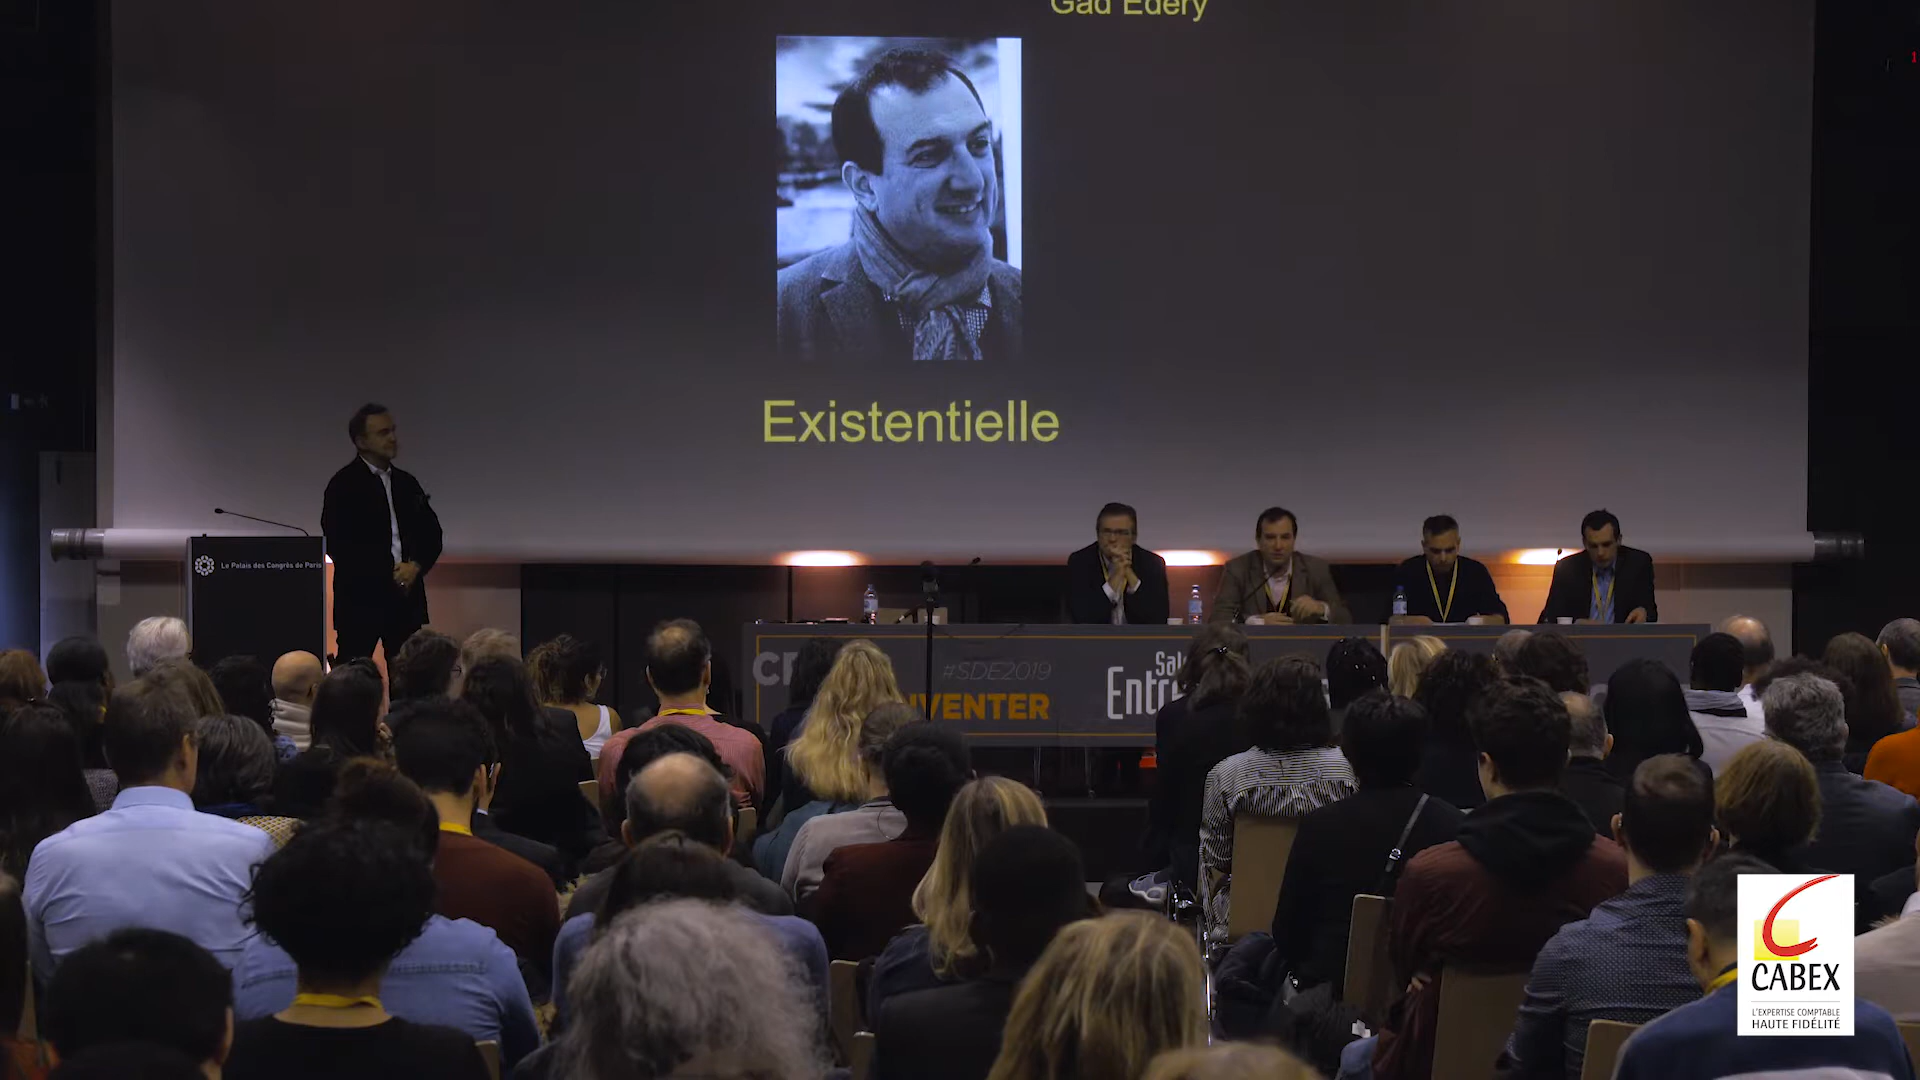 Gad Edery
Existentielle
Le Palais des Congrès de Paris
#SDE2019
VENTER
CABEX
L'EXPERTISE COMPTABLE
HAUTE FIDÉLITÉ